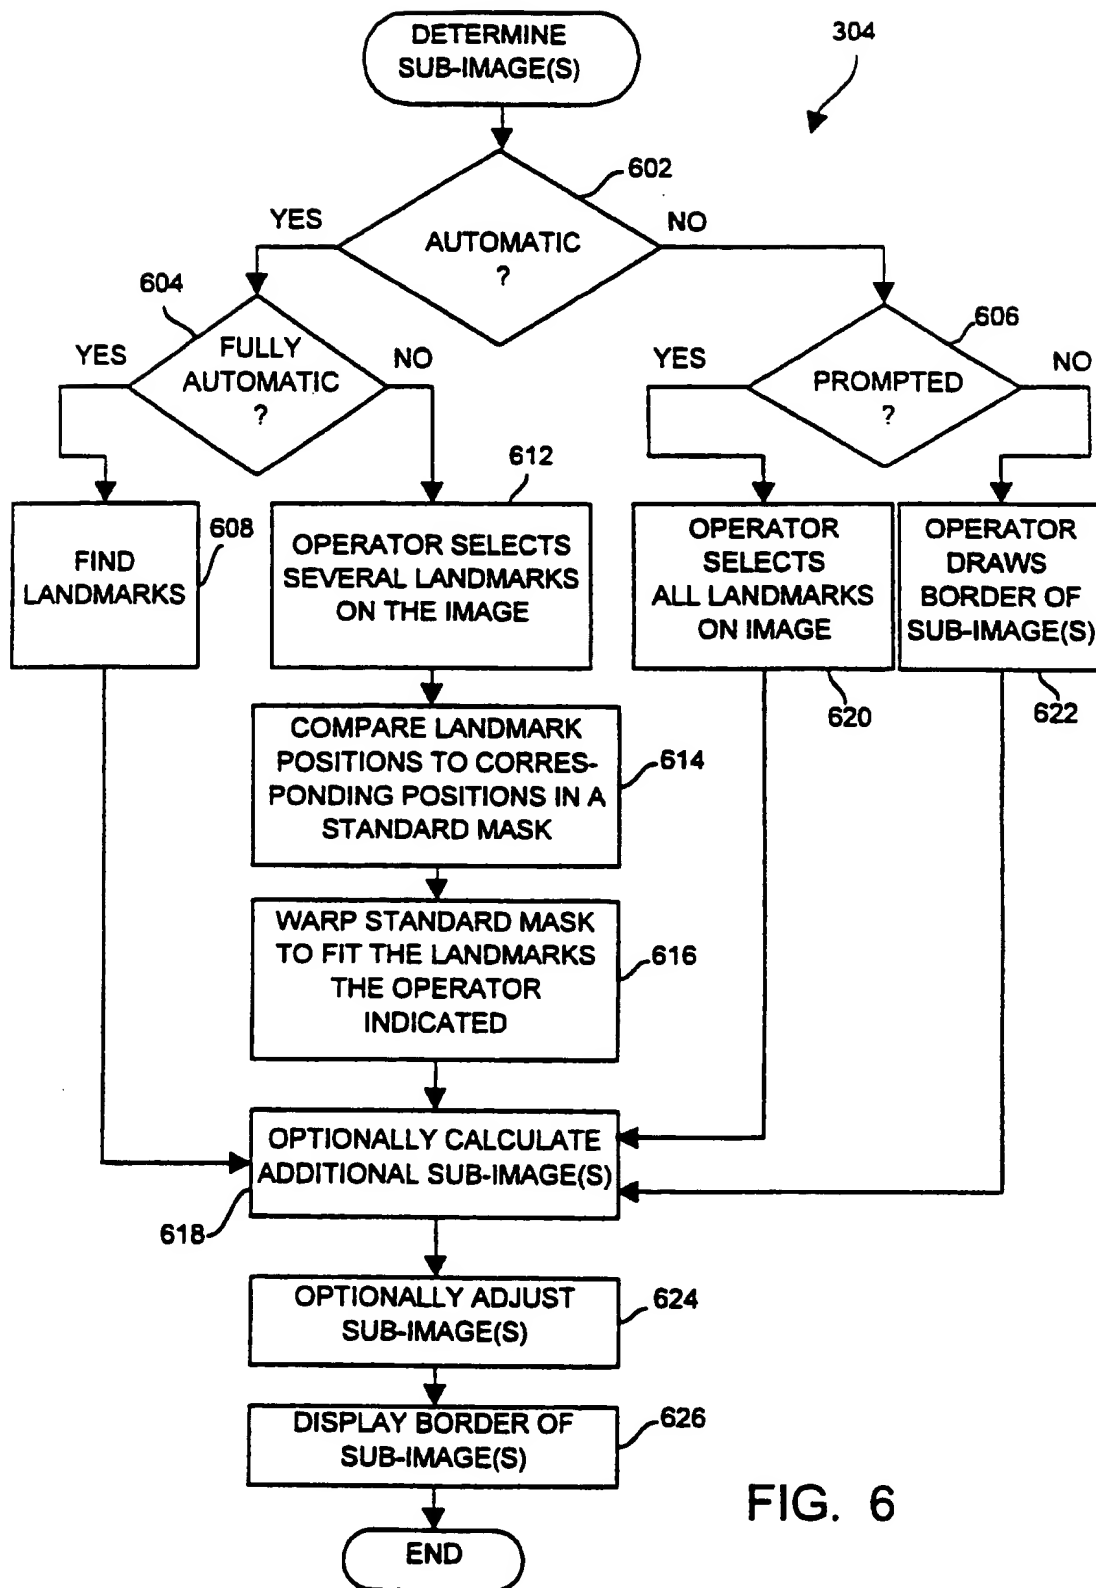 DETERMINE
SUB-IMAGE(S)
304
602
YES
NO
AUTOMATIC
?
604
606
YES
FULLY
AUTOMATIC
?
NO
YES
PROMPTED
?
NO
612
608
FIND
LANDMARKS
OPERATOR SELECTS
SEVERAL LANDMARKS
ON THE IMAGE
OPERATOR
SELECTS
ALL LANDMARKS
ON IMAGE
OPERATOR
DRAWS
BORDER OF
SUB-IMAGE(S)
620
622
COMPARE LANDMARK
POSITIONS TO CORRES-
PONDING POSITIONS IN A
STANDARD MASK
614
WARP STANDARD MASK
TO FIT THE LANDMARKS
THE OPERATOR
INDICATED
616
OPTIONALLY CALCULATE
ADDITIONAL SUB-IMAGE(S)
618
OPTIONALLY ADJUST
SUB-IMAGE(S)
624
DISPLAY BORDER OF
SUB-IMAGE(S)
626
END
FIG. 6